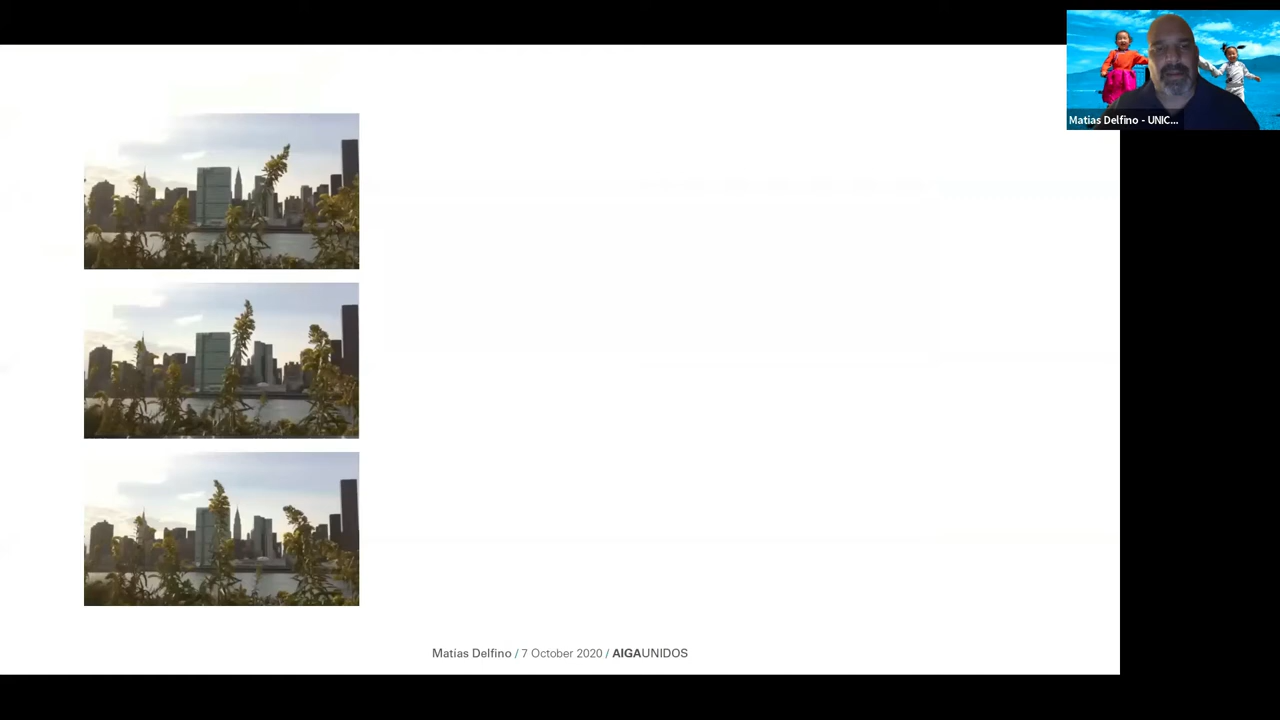 Matias Delfino - UNIC...
Matías Delfino / 7 October 2020 / AIGAUNIDOS